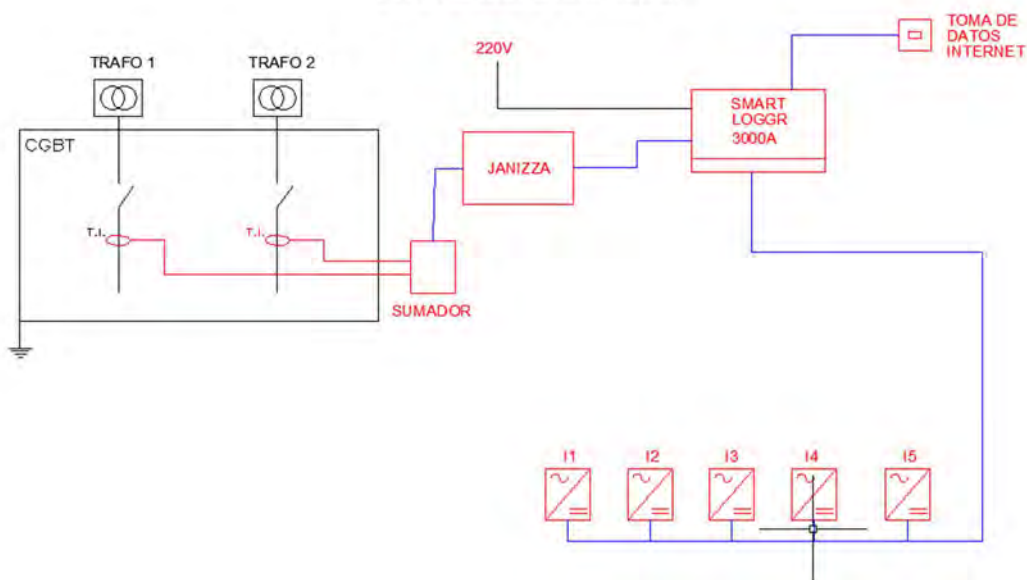 TOMA DE
DATOS
INTERNET
220V
TRAFO 1
TRAFO 2
SMART
LOGGR
3000A
CGBT
JANIZZA
T.I.
T.I.
SUMADOR
I1
I2
I3
I4
I5